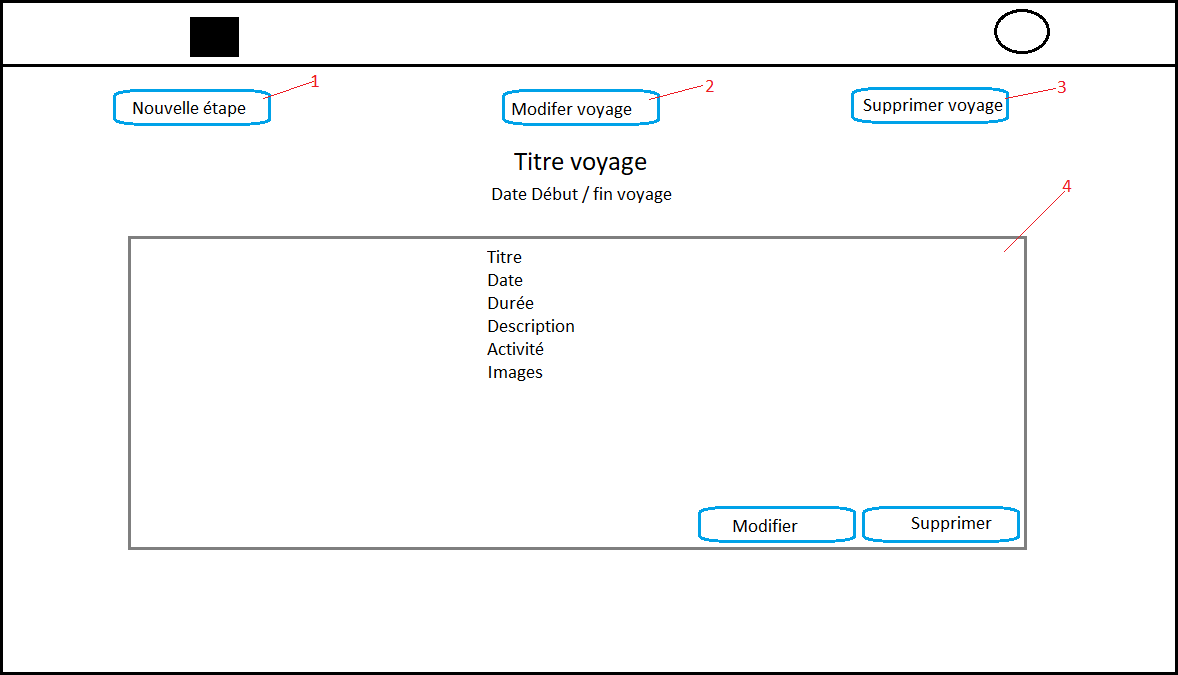 1
2
3
Nouvelle étape
Modifer voyage
Supprimer voyage
Titre voyage
Date Début / fin voyage
4
Titre
Date
Durée
Description
Activité
Images
Modifier
Supprimer